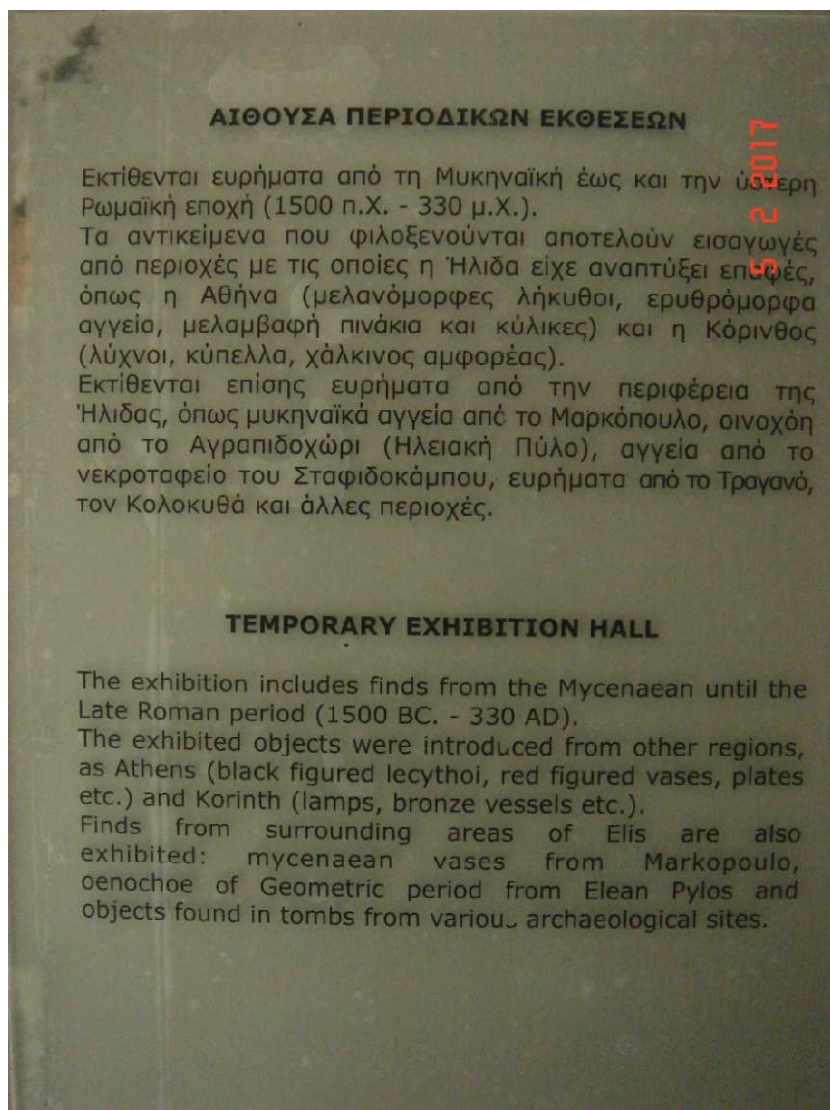 ΑΙΘΟΥΣΑ ΠΕΡΙΟΔΙΚΩΝ ΕΚΘΕΣΕΩΝ
Εκτίθενται ευρήματα από τη Μυκηναϊκή έως και την ύστερη
Ρωμαϊκή εποχή (1500 π.Χ. - 330 μ.Χ.).
Τα αντικείμενα που φιλοξενούνται αποτελούν εισαγωγές
από περιοχές με τις οποίες η Ήλιδα είχε αναπτύξει επαφές,
όπως η Αθήνα (μελανόμορφες λήκυθοι, ερυθρόμορφα
αγγεία, μελαμβαφή πινάκια και κύλικες) και η Κόρινθος
(λύχνοι, κύπελλα, χάλκινος αμφορέας).
Εκτίθενται επίσης ευρήματα από την περιφέρεια της
Ήλιδας, όπως μυκηναϊκά αγγεία από το Μαρκόπουλο, οινοχόη
από το Αγραπιδοχώρι (Ηλειακή Πύλο), αγγεία από το
νεκροταφείο του Σταφιδοκάμπου, ευρήματα από το Τραγανό,
τον Κολοκυθά και άλλες περιοχές.
TEMPORARY EXHIBITION HALL
The exhibition includes finds from the Mycenaean until the
Late Roman period (1500 BC. - 330 AD).
The exhibited objects were introduced from other regions,
as Athens (black figured lecythoi, red figured vases, plates
etc.) and Korinth (lamps, bronze vessels etc.).
Finds from surrounding areas of Elis are also
exhibited: mycenaean vases from Markopoulo,
oenochoe of Geometric period from Elean Pylos and
objects found in tombs from various archaeological sites.
5 2 2017